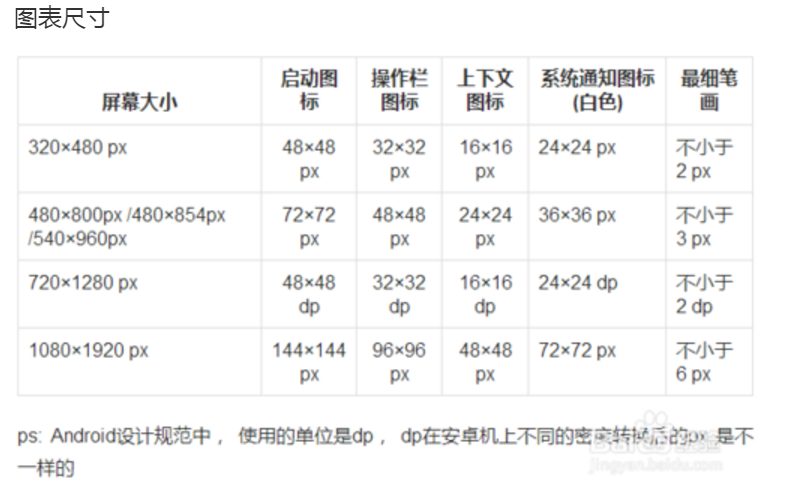 图表尺寸
屏幕大小 启动图标 操作栏图标 上下文图标 系统通知图标(白色) 最细笔画
320×480 px 48×48 px 32×32 px 16×16 px 24×24 px 不小于 2 px
480×800px /480×854px /540×960px 72×72 px 48×48 px 24×24 px 36×36 px 不小于 3 px
720×1280 px 48×48 dp 32×32 dp 16×16 dp 24×24 dp 不小于 2 dp
1080×1920 px 144×144 px 96×96 px 48×48 px 72×72 px 不小于 6 px
ps: Android设计规范中， 使用的单位是dp， dp在安卓机上不同的密度转换后的px 是不
一样的
jingyan.baidu.com